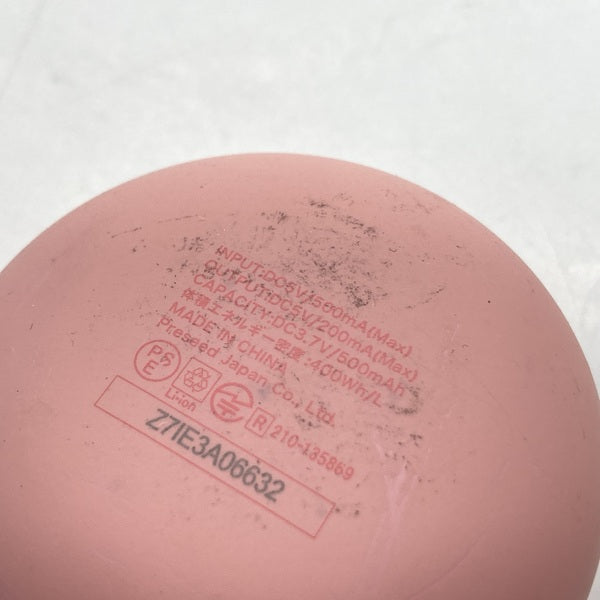 INPUT:DC5V/500mA(Max)
OUTPUT:DC5V/200mA(Max)
CAPACITY:DC3.7V/500mAh
体積エネルギー密度:400Wh/L
MADE IN CHINA
Preseed Japan Co., Ltd.
PS
E
Li-ion
R 210-135869
Z7IE3A06632